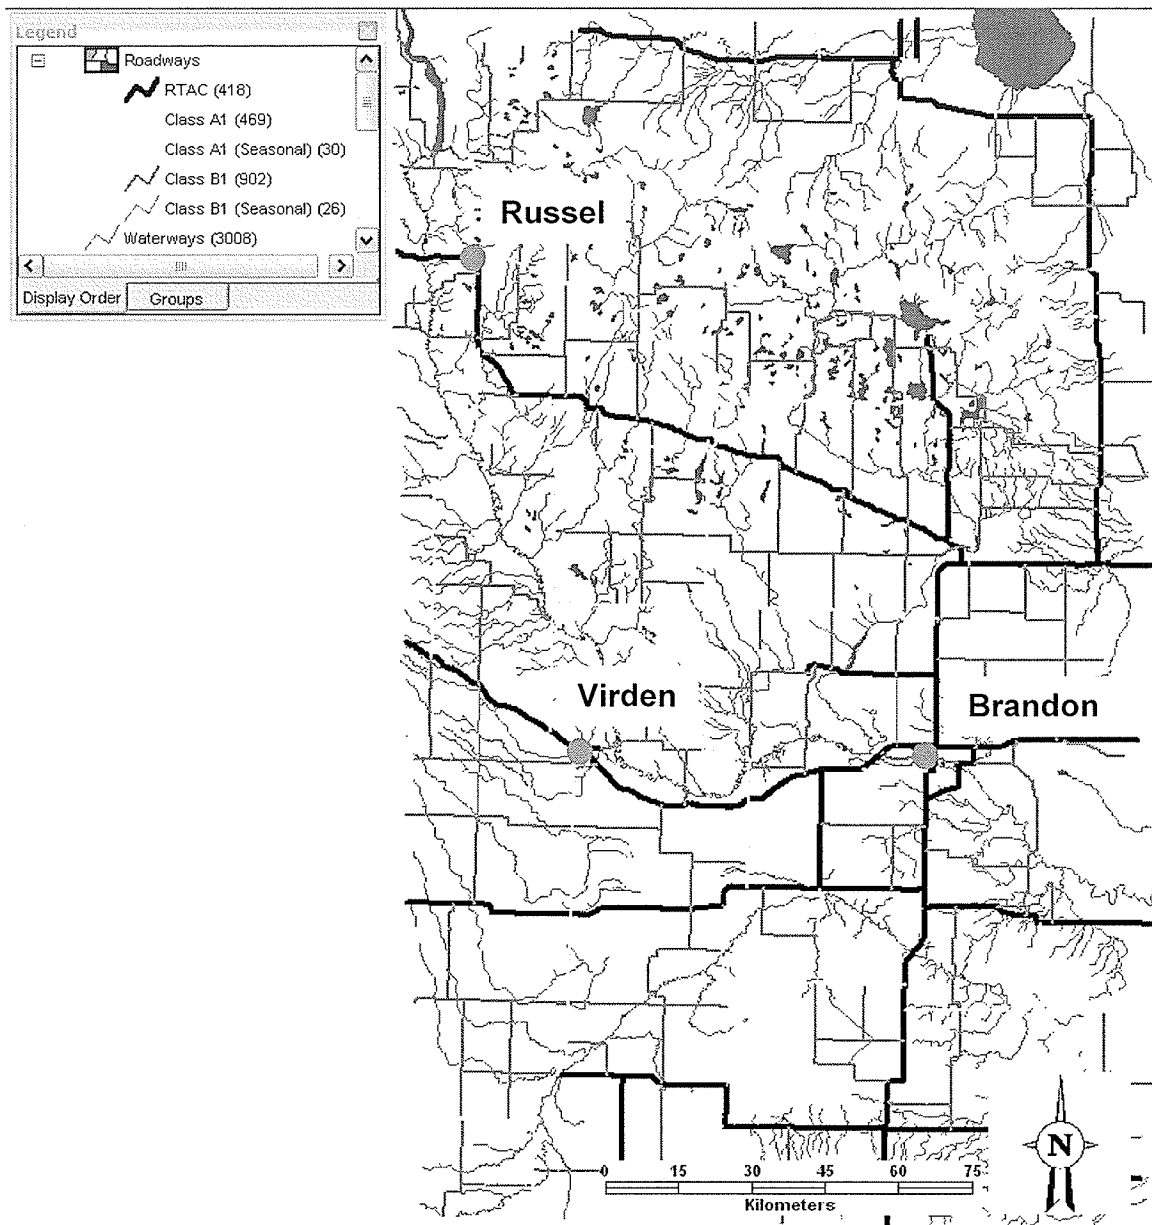 Legend
Roadways
RTAC (418)
Class A1 (469)
Class A1 (Seasonal) (30)
Class B1 (902)
Class B1 (Seasonal) (26)
Waterways (3008)
Display Order Groups
Russel
Virden
Brandon
N
0 15 30 45 60 75
Kilometers